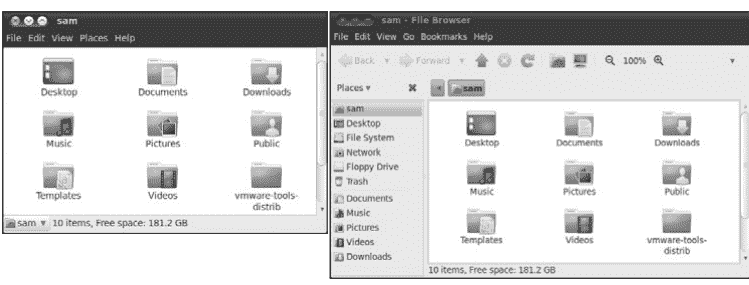 sam
File Edit View Places Help
Desktop Documents Downloads
Music Pictures Public
Templates Videos vmware-tools-
distrib
sam 10 items, Free space: 181.2 GB
sam - File Browser
File Edit View Go Bookmarks Help
Back Forward 100%
Places sam
sam
Desktop
File System
Network
Floppy Drive
Trash
Documents
Music
Pictures
Videos
Downloads
Desktop Documents Downloads
Music Pictures Public
Templates Videos vmware-tools-
distrib
10 items, Free space: 181.2 GB